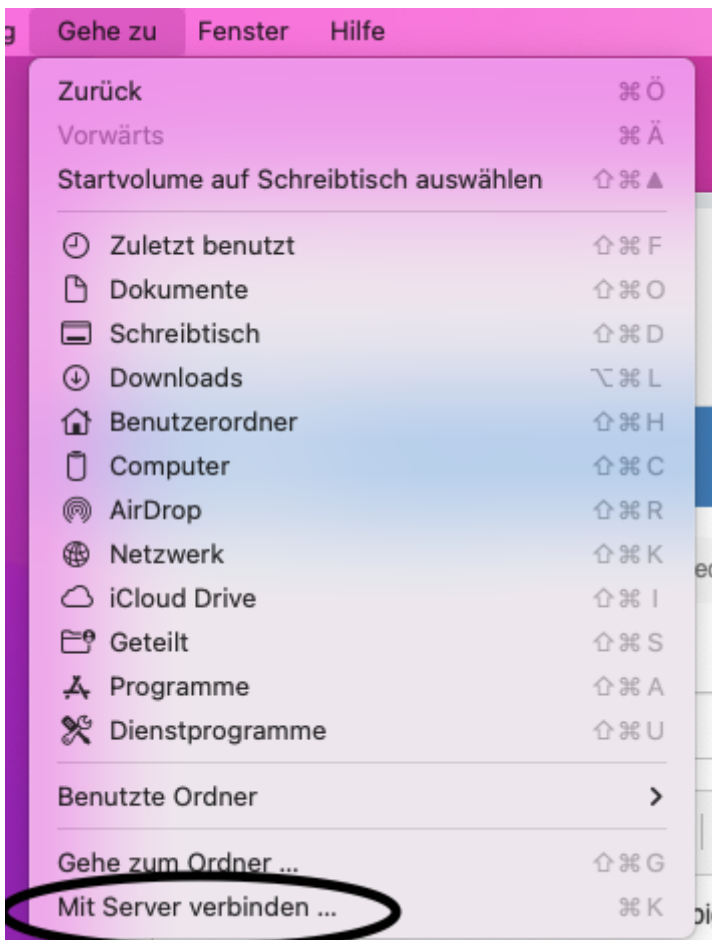 g Gehe zu Fenster Hilfe
Zurück ⌘ Ö
Vorwärts ⌘ Ä
Startvolume auf Schreibtisch auswählen ⇧ ⌘ ▲
Zuletzt benutzt ⇧ ⌘ F
Dokumente ⇧ ⌘ O
Schreibtisch ⇧ ⌘ D
Downloads ⌥ ⌘ L
Benutzerordner ⇧ ⌘ H
Computer ⇧ ⌘ C
AirDrop ⇧ ⌘ R
Netzwerk ⇧ ⌘ K
iCloud Drive ⇧ ⌘ I
Geteilt ⇧ ⌘ S
Programme ⇧ ⌘ A
Dienstprogramme ⇧ ⌘ U
Benutzte Ordner >
Gehe zum Ordner ... ⇧ ⌘ G
Mit Server verbinden ... ⌘ K